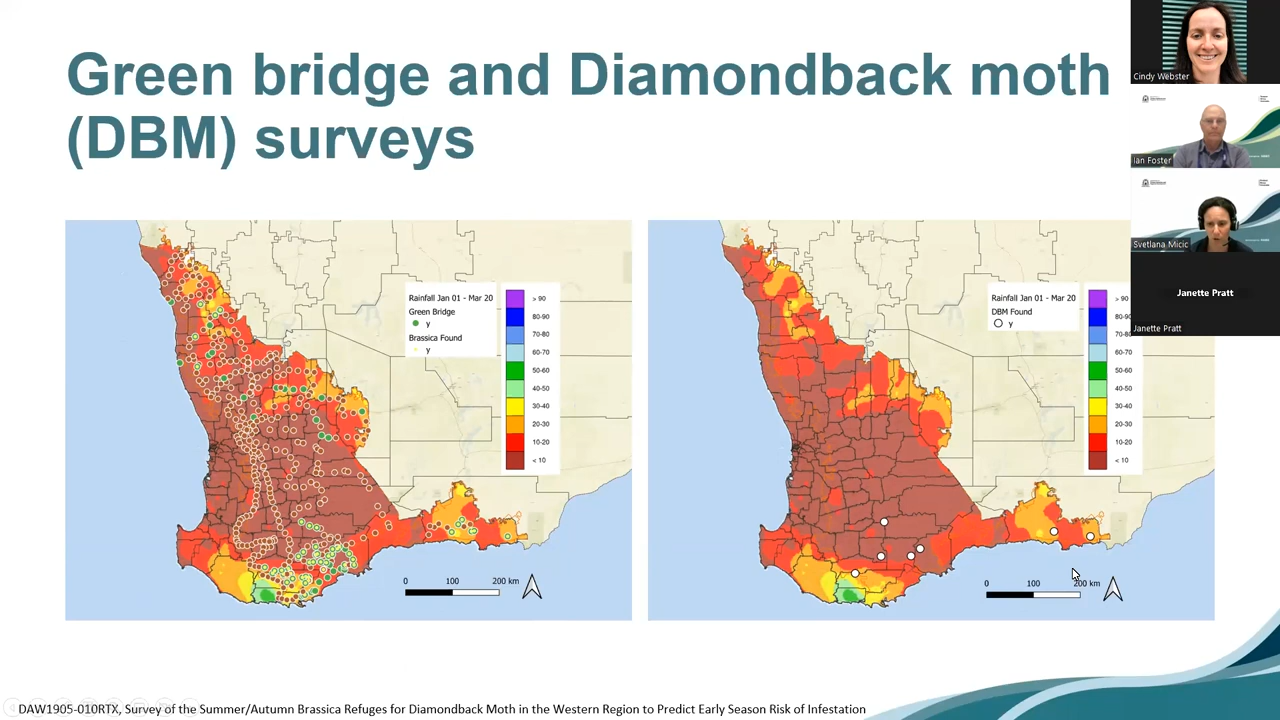 Green bridge and Diamondback moth
(DBM) surveys
Cindy Webster
Ian Foster
Svetlana Micic
Janette Pratt
Janette Pratt
Rainfall Jan 01 - Mar 20
Green Bridge
y
Brassica Found
y
> 90
80-90
70-80
60-70
50-60
40-50
30-40
20-30
10-20
< 10
0 100 200 km
Rainfall Jan 01 - Mar 20
DBM Found
y
> 90
80-90
70-80
60-70
50-60
40-50
30-40
20-30
10-20
< 10
0 100 200 km
DAW1905-010RTX, Survey of the Summer/Autumn Brassica Refuges for Diamondback Moth in the Western Region to Predict Early Season Risk of Infestation